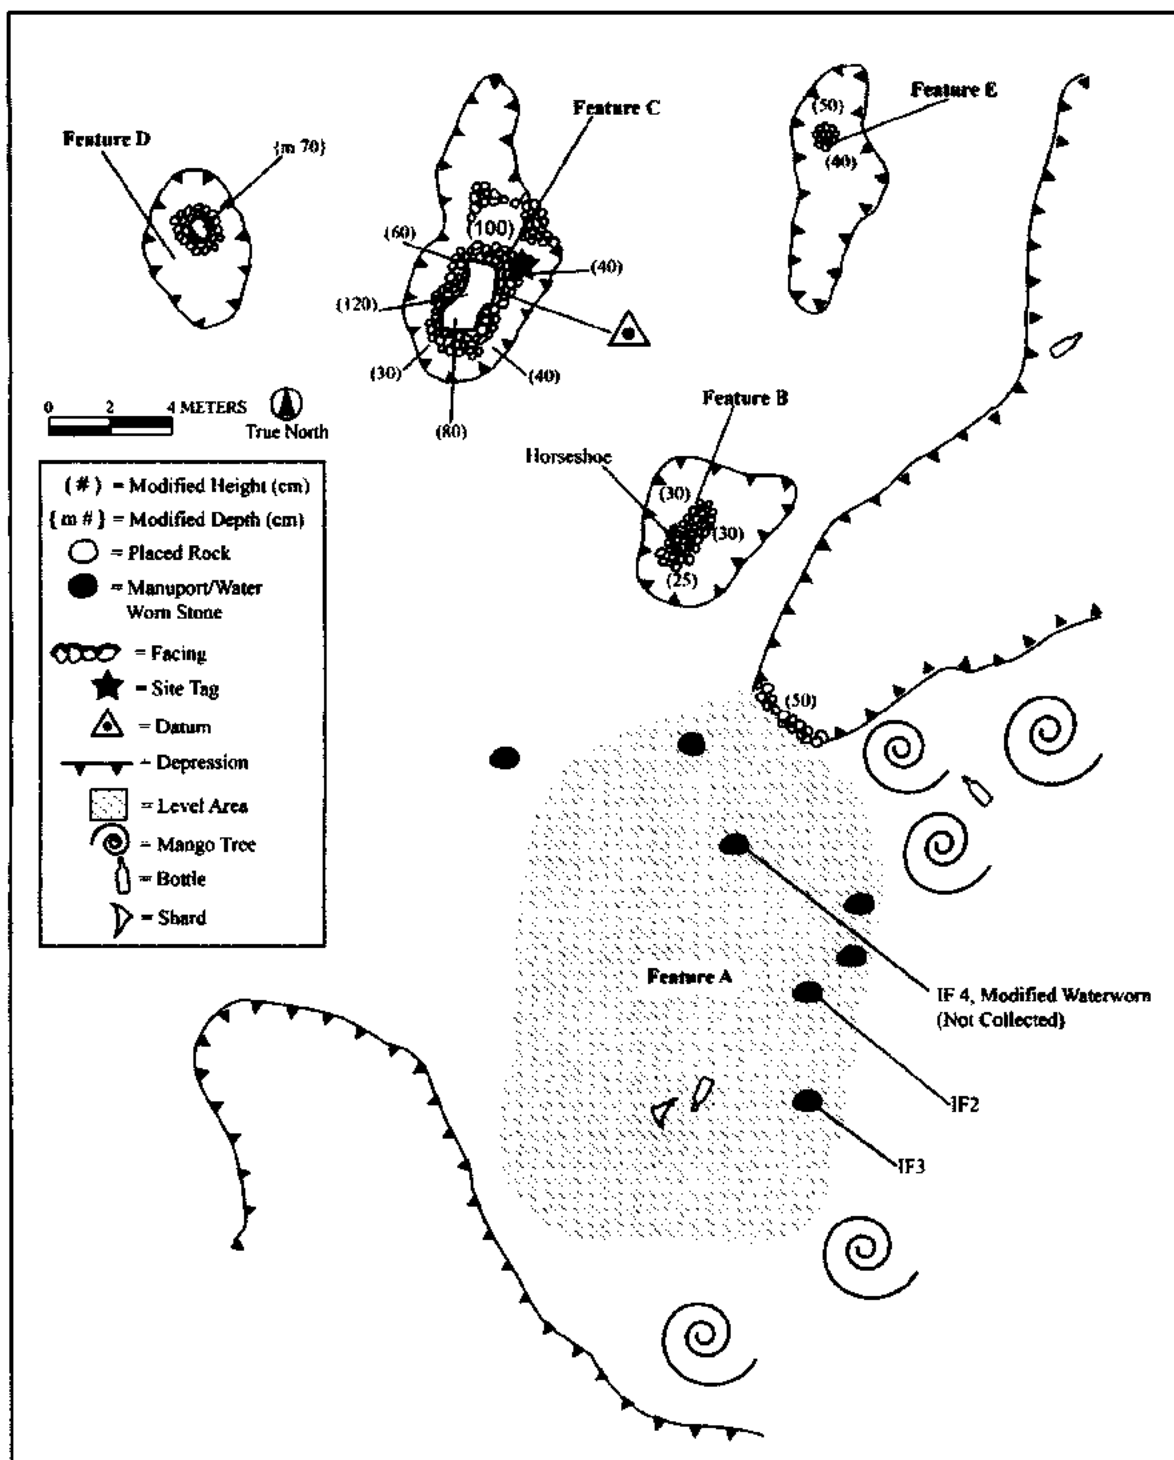 Feature D
{m 70}
Feature C
(100)
(60)
(40)
(120)
(30)
(40)
(80)
(50)
Feature E
(40)
0 2 4 METERS
True North
Feature B
Horseshoe
(30)
(30)
(25)
(#) = Modified Height (cm)
{m #} = Modified Depth (cm)
= Placed Rock
= Manuport/Water
Worn Stone
= Facing
= Site Tag
= Datum
= Depression
= Level Area
= Mango Tree
= Bottle
= Shard
(50)
Feature A
IF 4, Modified Waterworn
(Not Collected)
IF2
IF3